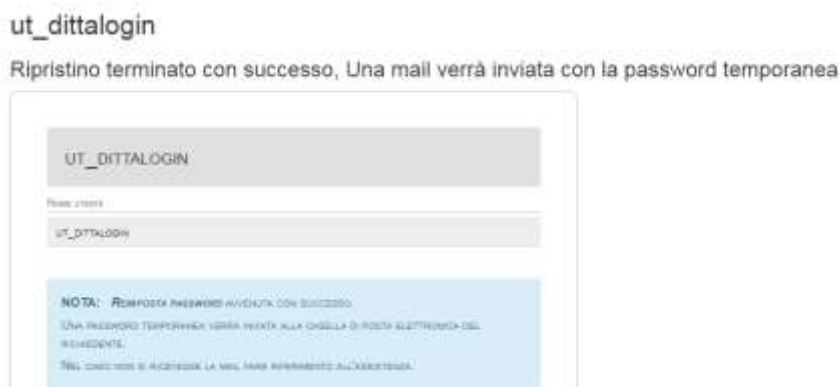 ut_dittalogin
Ripristino terminato con successo, Una mail verrà inviata con la password temporanea
UT_DITTALOGIN
Nome utente
UT_DITTALOGIN
NOTA: Reimposta password avvenuta con successo.
Una password temporanea verrà inviata alla casella di posta elettronica del
richiedente.
Nel caso non si ricevesse la mail fare riferimento all'assistenza.